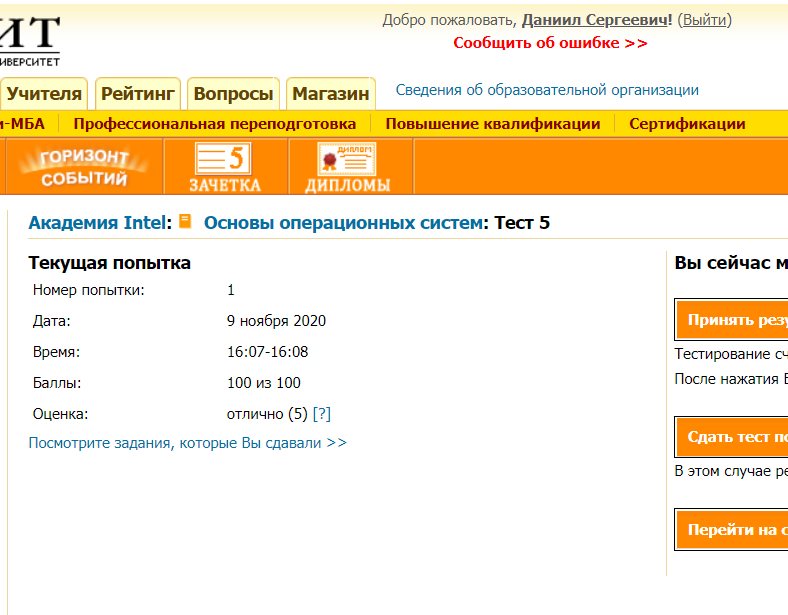 ИТ
Добро пожаловать, Даниил Сергеевич! (Выйти)
Сообщить об ошибке >>
Учителя Рейтинг Вопросы Магазин Сведения об образовательной организации
и-МБА Профессиональная переподготовка Повышение квалификации Сертификации
ГОРИЗОНТ СОБЫТИЙ 5 ЗАЧЕТКА ДИПЛОМ ДИПЛОМЫ
Академия Intel: Основы операционных систем: Тест 5
Текущая попытка
Номер попытки: 1
Дата: 9 ноября 2020
Время: 16:07-16:08
Баллы: 100 из 100
Оценка: отлично (5) [?]
Посмотрите задания, которые Вы сдавали >>
Вы сейчас м
Принять резу
Тестирование сч
После нажатия В
Сдать тест по
В этом случае ре
Перейти на с